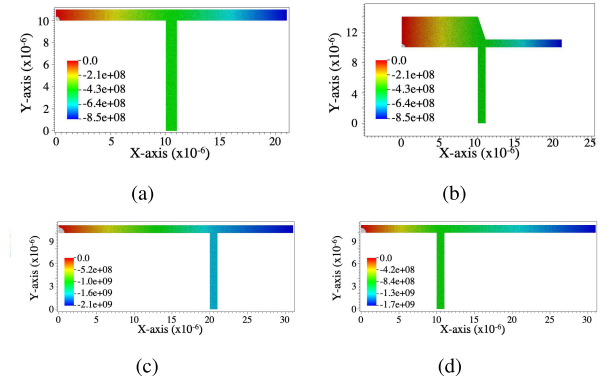 10
8
6
4
2
0
Y-axis (x10⁻⁶)
0.0
-2.1e+08
-4.3e+08
-6.4e+08
-8.5e+08
0 5 10 15 20
X-axis (x10⁻⁶)
(a)
12
8
4
0
Y-axis (x10⁻⁶)
0.0
-2.1e+08
-4.3e+08
-6.4e+08
-8.5e+08
0 5 10 15 20 25
X-axis (x10⁻⁶)
(b)
9
6
3
0
Y-axis (x10⁻⁶)
0.0
-5.2e+08
-1.0e+09
-1.6e+09
-2.1e+09
0 5 10 15 20 25 30
X-axis (x10⁻⁶)
(c)
9
6
3
0
Y-axis (x10⁻⁶)
0.0
-4.2e+08
-8.4e+08
-1.3e+09
-1.7e+09
0 5 10 15 20 25 30
X-axis (x10⁻⁶)
(d)